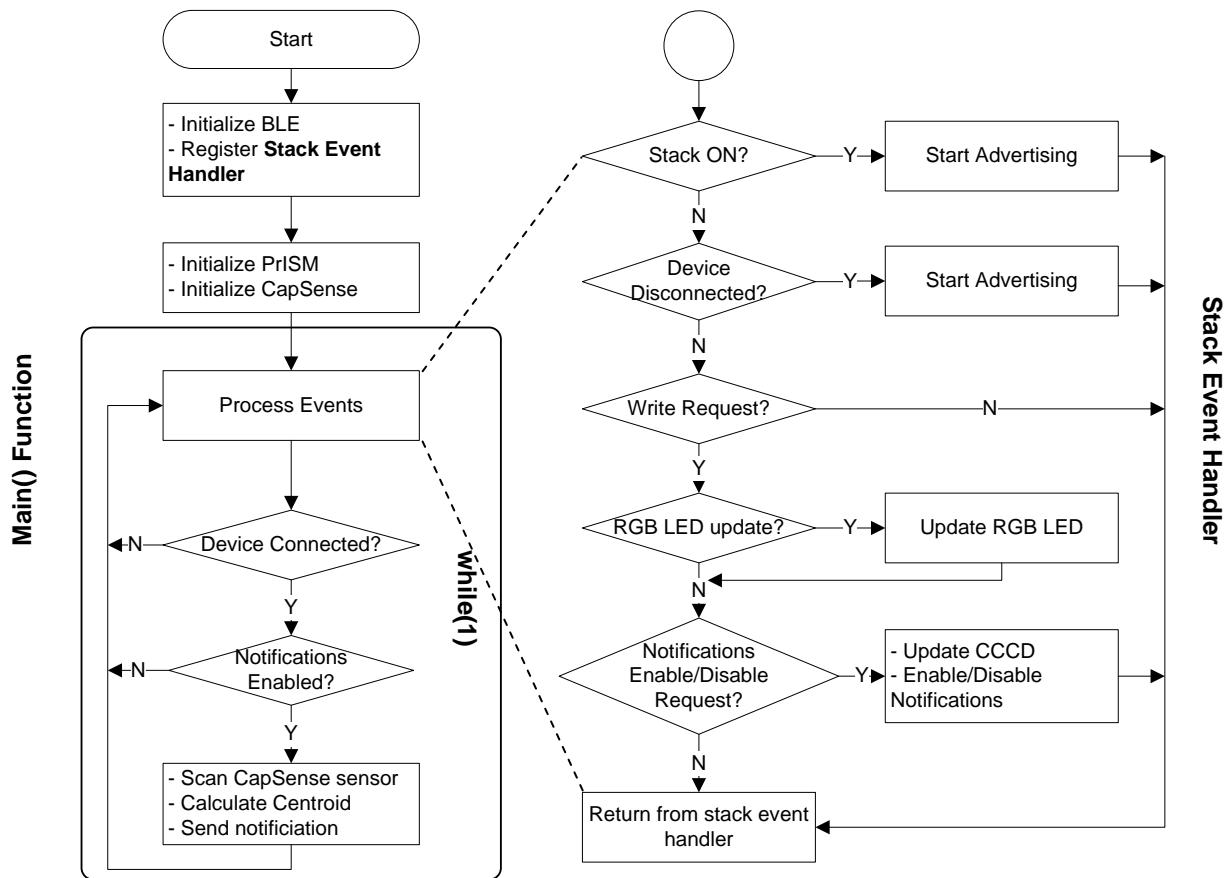 Start
- Initialize BLE
- Register Stack Event
Handler
- Initialize PrISM
- Initialize CapSense
Main() Function
Process Events
Device Connected?
N
Y
while(1)
Notifications
Enabled?
N
Y
- Scan CapSense sensor
- Calculate Centroid
- Send notificiation
Stack ON?
Y
Start Advertising
N
Device
Disconnected?
Y
Start Advertising
N
Write Request?
N
Y
RGB LED update?
Y
Update RGB LED
N
Notifications
Enable/Disable
Request?
Y
- Update CCCD
- Enable/Disable
Notifications
N
Return from stack event
handler
Stack Event Handler